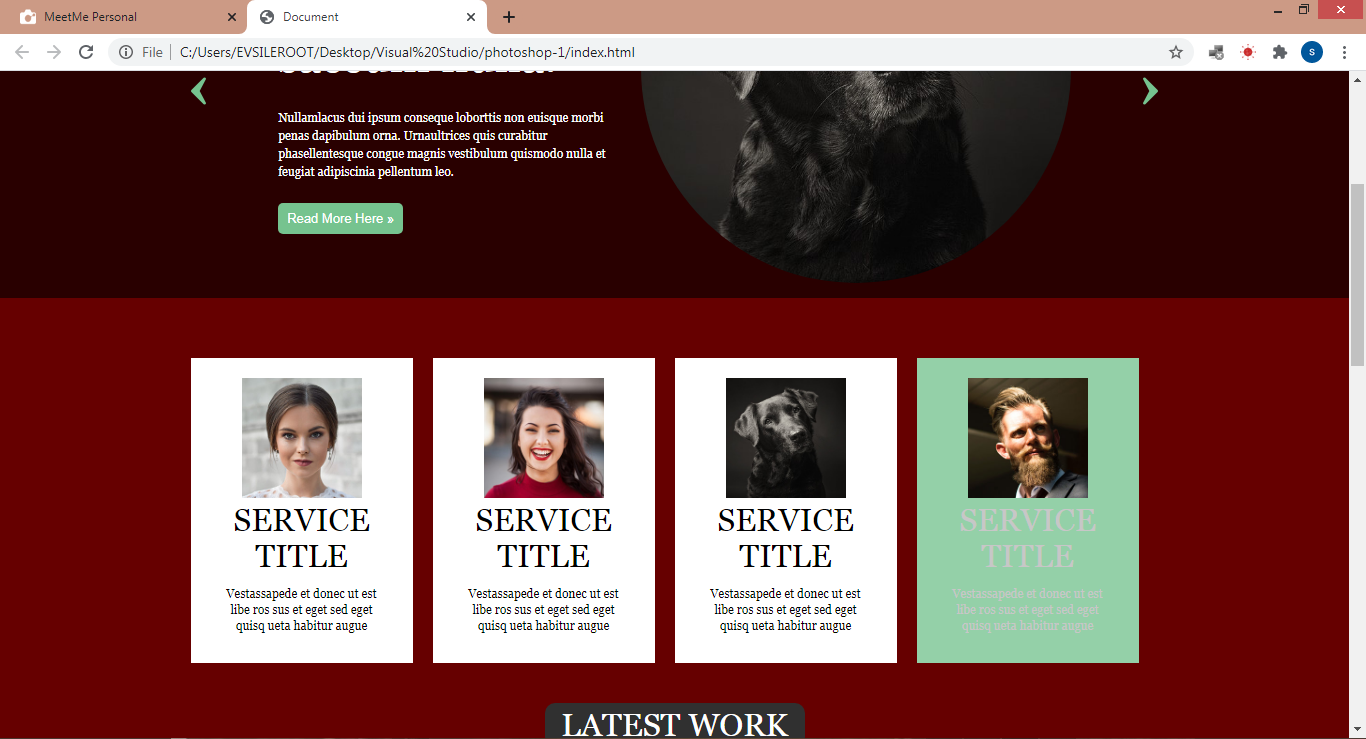 MeetMe Personal
Document
File
C:/Users/EVSILEROOT/Desktop/Visual%20Studio/photoshop-1/index.html
S
Nullamlacus dui ipsum conseque loborttis non euisque morbi
penas dapibulum orna. Urnaultrices quis curabitur
phasellentesque congue magnis vestibulum quismodo nulla et
feugiat adipiscinia pellentum leo.
Read More Here »
SERVICE
TITLE
Vestassapede et donec ut est
libe ros sus et eget sed eget
quisq ueta habitur augue
SERVICE
TITLE
Vestassapede et donec ut est
libe ros sus et eget sed eget
quisq ueta habitur augue
SERVICE
TITLE
Vestassapede et donec ut est
libe ros sus et eget sed eget
quisq ueta habitur augue
SERVICE
TITLE
Vestassapede et donec ut est
libe ros sus et eget sed eget
quisq ueta habitur augue
LATEST WORK